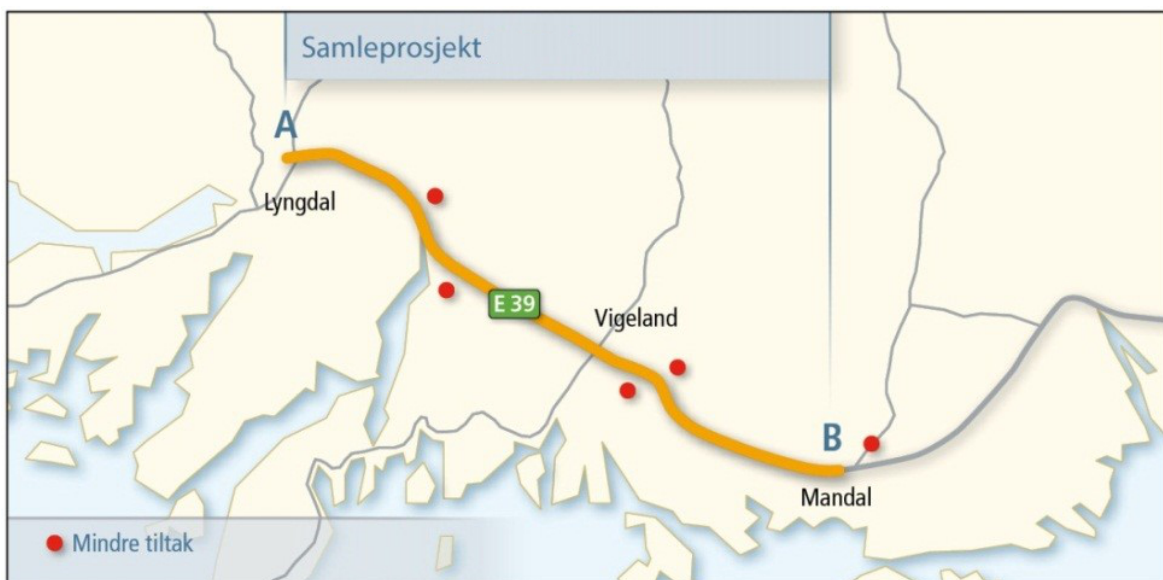 Samleprosjekt
A
Lyngdal
E 39
Vigeland
B
Mandal
Mindre tiltak